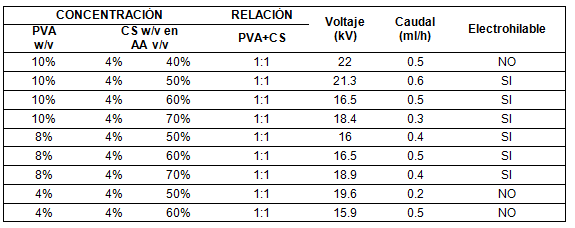 CONCENTRACIÓN RELACIÓN Voltaje (kV) Caudal (ml/h) Electrohilable
PVA w/v CS w/v en AA v/v PVA+CS
10% 4% 40% 1:1 22 0.5 NO
10% 4% 50% 1:1 21.3 0.6 SI
10% 4% 60% 1:1 16.5 0.5 SI
10% 4% 70% 1:1 18.4 0.3 SI
8% 4% 50% 1:1 16 0.4 SI
8% 4% 60% 1:1 16.5 0.5 SI
8% 4% 70% 1:1 18.9 0.4 SI
4% 4% 50% 1:1 19.6 0.2 NO
4% 4% 60% 1:1 15.9 0.5 NO